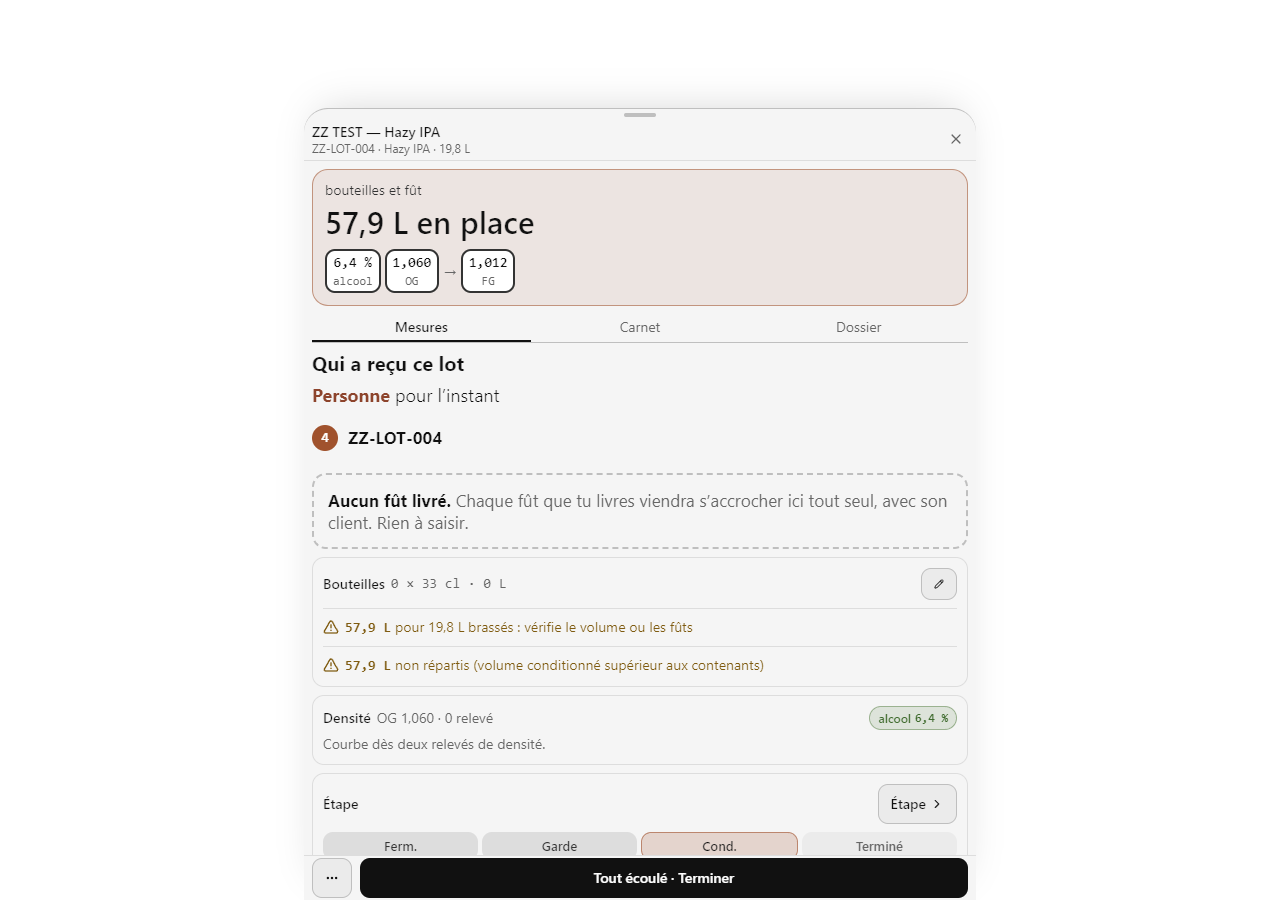 ZZ TEST — Hazy IPA
ZZ-LOT-004 · Hazy IPA · 19,8 L
bouteilles et fût
57,9 L en place
6,4 % 1,060 → 1,012
alcool OG FG
Mesures Carnet Dossier
Qui a reçu ce lot
Personne pour l’instant
4 ZZ-LOT-004
Aucun fût livré. Chaque fût que tu livres viendra s’accrocher ici tout seul, avec son
client. Rien à saisir.
Bouteilles 0 × 33 cl · 0 L
57,9 L pour 19,8 L brassés : vérifie le volume ou les fûts
57,9 L non répartis (volume conditionné supérieur aux contenants)
Densité OG 1,060 · 0 relevé alcool 6,4 %
Courbe dès deux relevés de densité.
Étape Étape
Ferm. Garde Cond. Terminé
Tout écoulé · Terminer